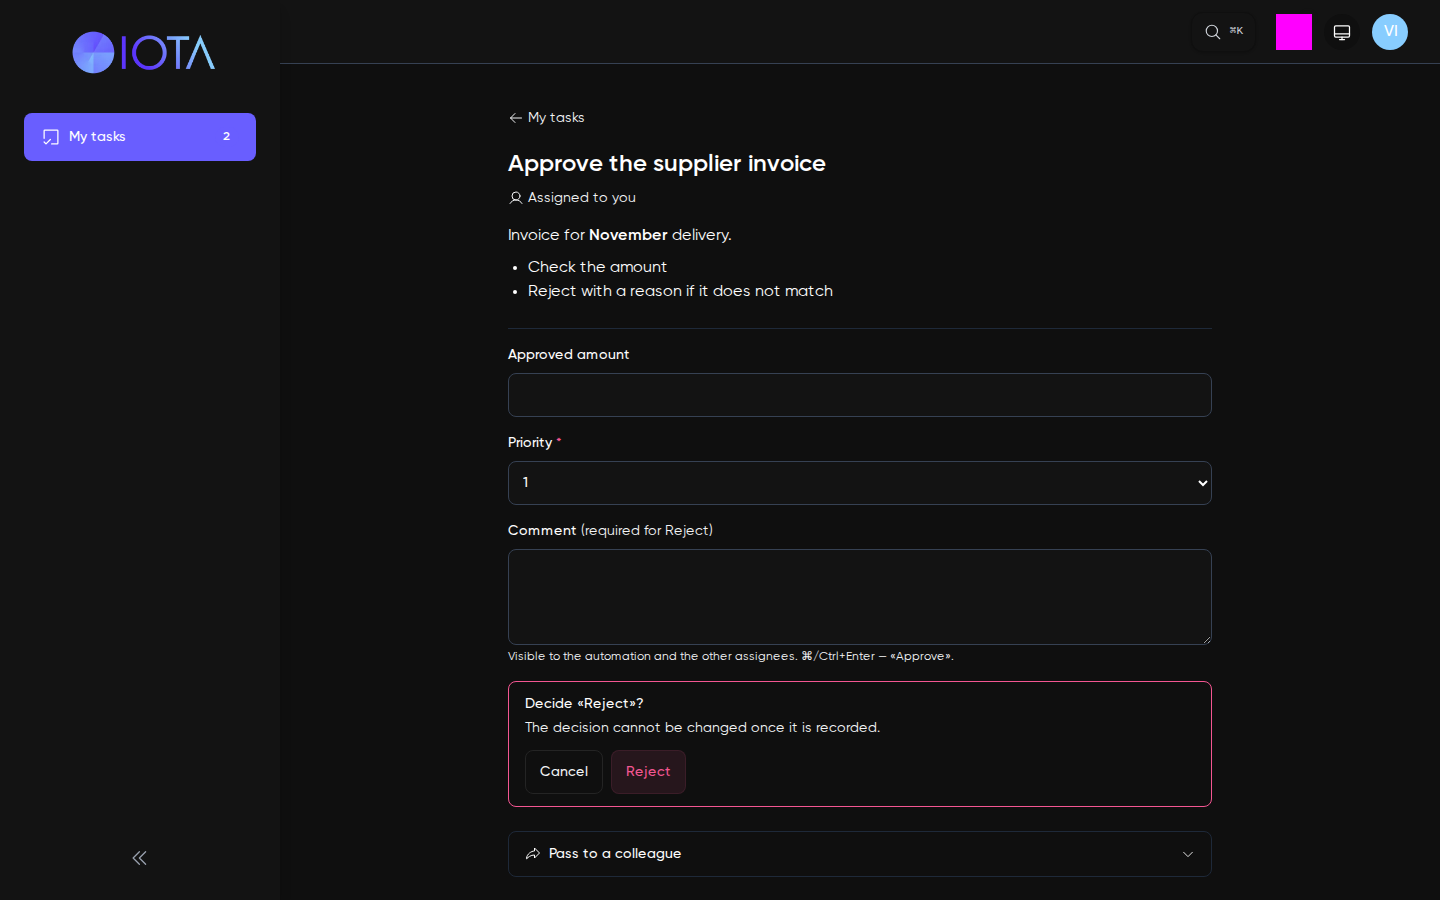 IOTA
⌘K
VI
My tasks
2
My tasks
Approve the supplier invoice
Assigned to you
Invoice for November delivery.
• Check the amount
• Reject with a reason if it does not match
Approved amount
Priority *
1
Comment (required for Reject)
Visible to the automation and the other assignees. ⌘/Ctrl+Enter — «Approve».
Decide «Reject»?
The decision cannot be changed once it is recorded.
Cancel
Reject
Pass to a colleague